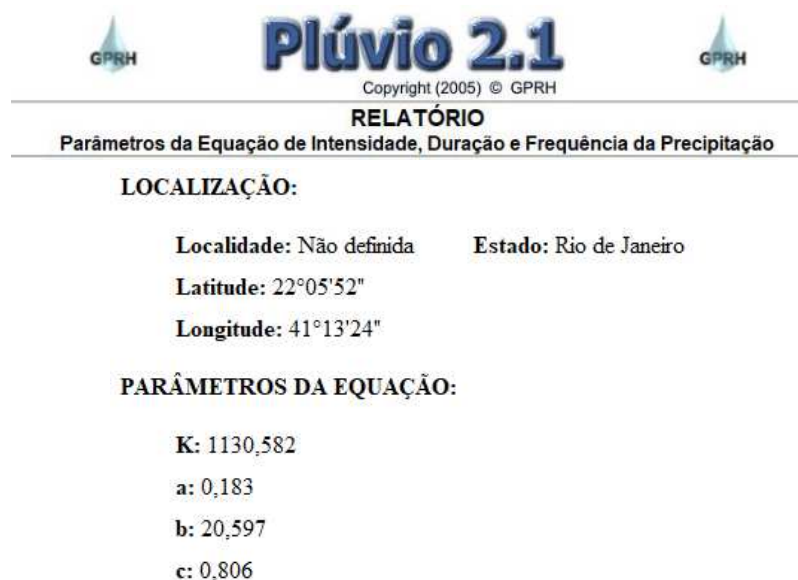 GPRH
Plúvio 2.1
GPRH
Copyright (2005) © GPRH
RELATÓRIO
Parâmetros da Equação de Intensidade, Duração e Frequência da Precipitação
LOCALIZAÇÃO:
Localidade: Não definida Estado: Rio de Janeiro
Latitude: 22°05'52"
Longitude: 41°13'24"
PARÂMETROS DA EQUAÇÃO:
K: 1130,582
a: 0,183
b: 20,597
c: 0,806